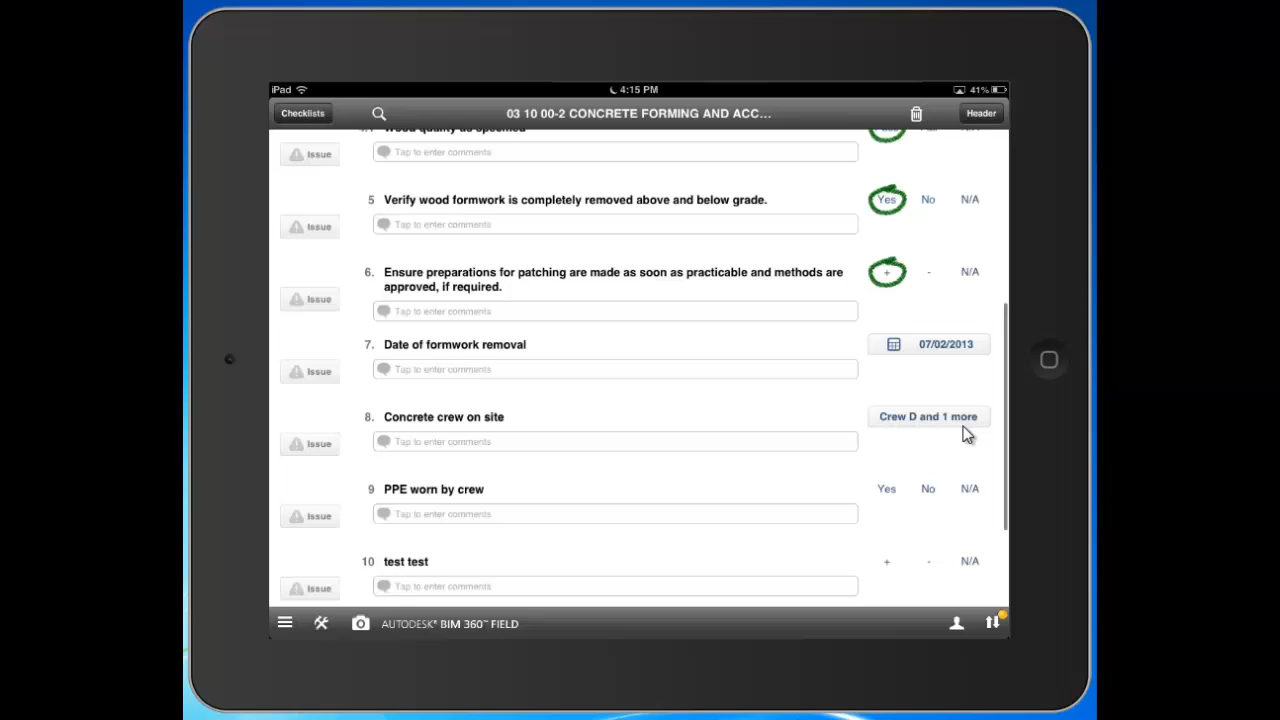 iPad 4:15 PM 41%
Checklists 03 10 00-2 CONCRETE FORMING AND ACC... Header
Wood quality as specified
Issue Tap to enter comments
5 Verify wood formwork is completely removed above and below grade. Yes No N/A
Issue Tap to enter comments
6. Ensure preparations for patching are made as soon as practicable and methods are + - N/A
approved, if required.
Issue Tap to enter comments
7. Date of formwork removal 07/02/2013
Issue Tap to enter comments
8. Concrete crew on site Crew D and 1 more
Issue Tap to enter comments
9 PPE worn by crew Yes No N/A
Issue Tap to enter comments
10 test test + - N/A
Issue Tap to enter comments
AUTODESK® BIM 360™ FIELD